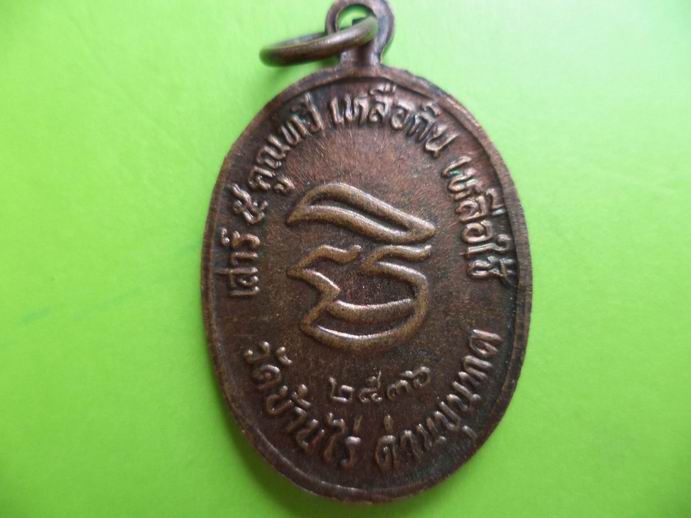 เสาร์ ๕ คูณทวี เหลือกิน เหลือใช้
๒๕๓๖
วัดบ้านไร่ ด่านขุนทด